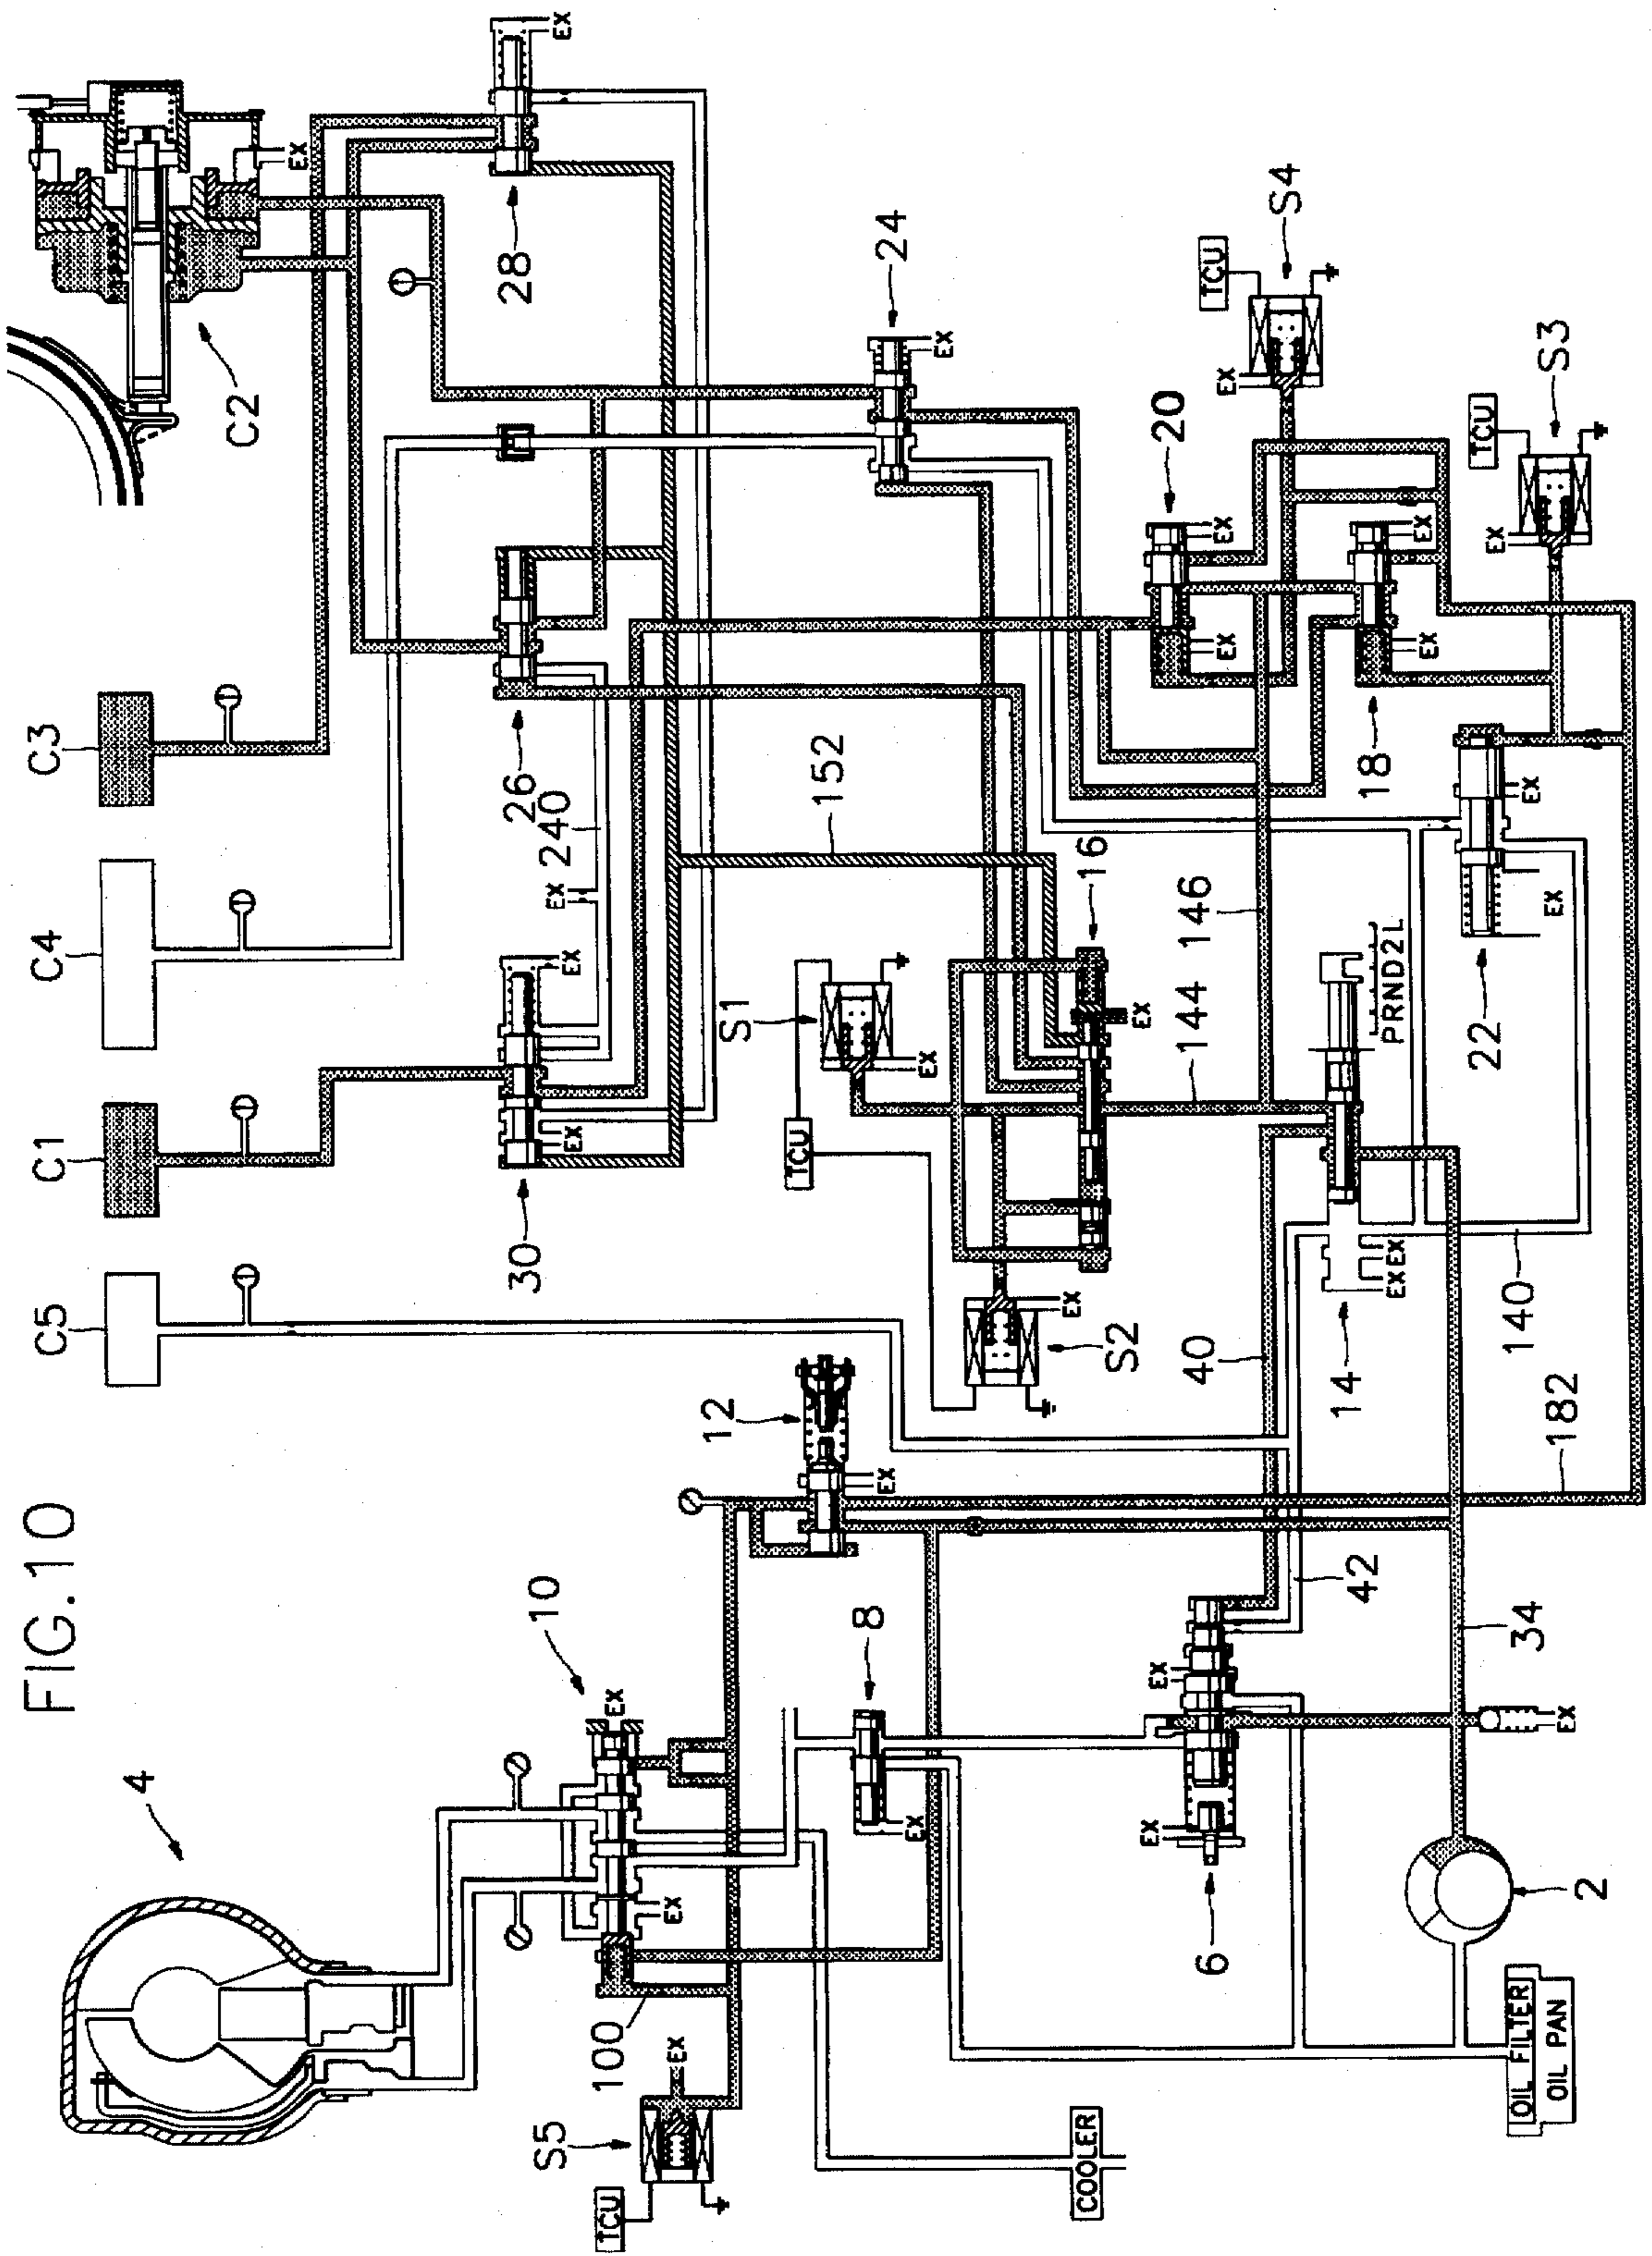 FIG.10
C5
C1
C4
C3
4
C2
EX
S5
10
30
26
28
TCU
100
EX
EX
EX
240
EX
EX
EX
EX
EX
12
S1
TCU
152
8
EX
EX
EX
24
EX
COOLER
S2
EX
EX
16
EX
EX
6
40
144
146
20
EX
EX
EX
TCU
S4
42
14
EX
EX
PRND2L
18
EX
EX
TCU
34
140
22
EX
EX
EX
S3
OIL FILTER
OIL PAN
2
EX
182